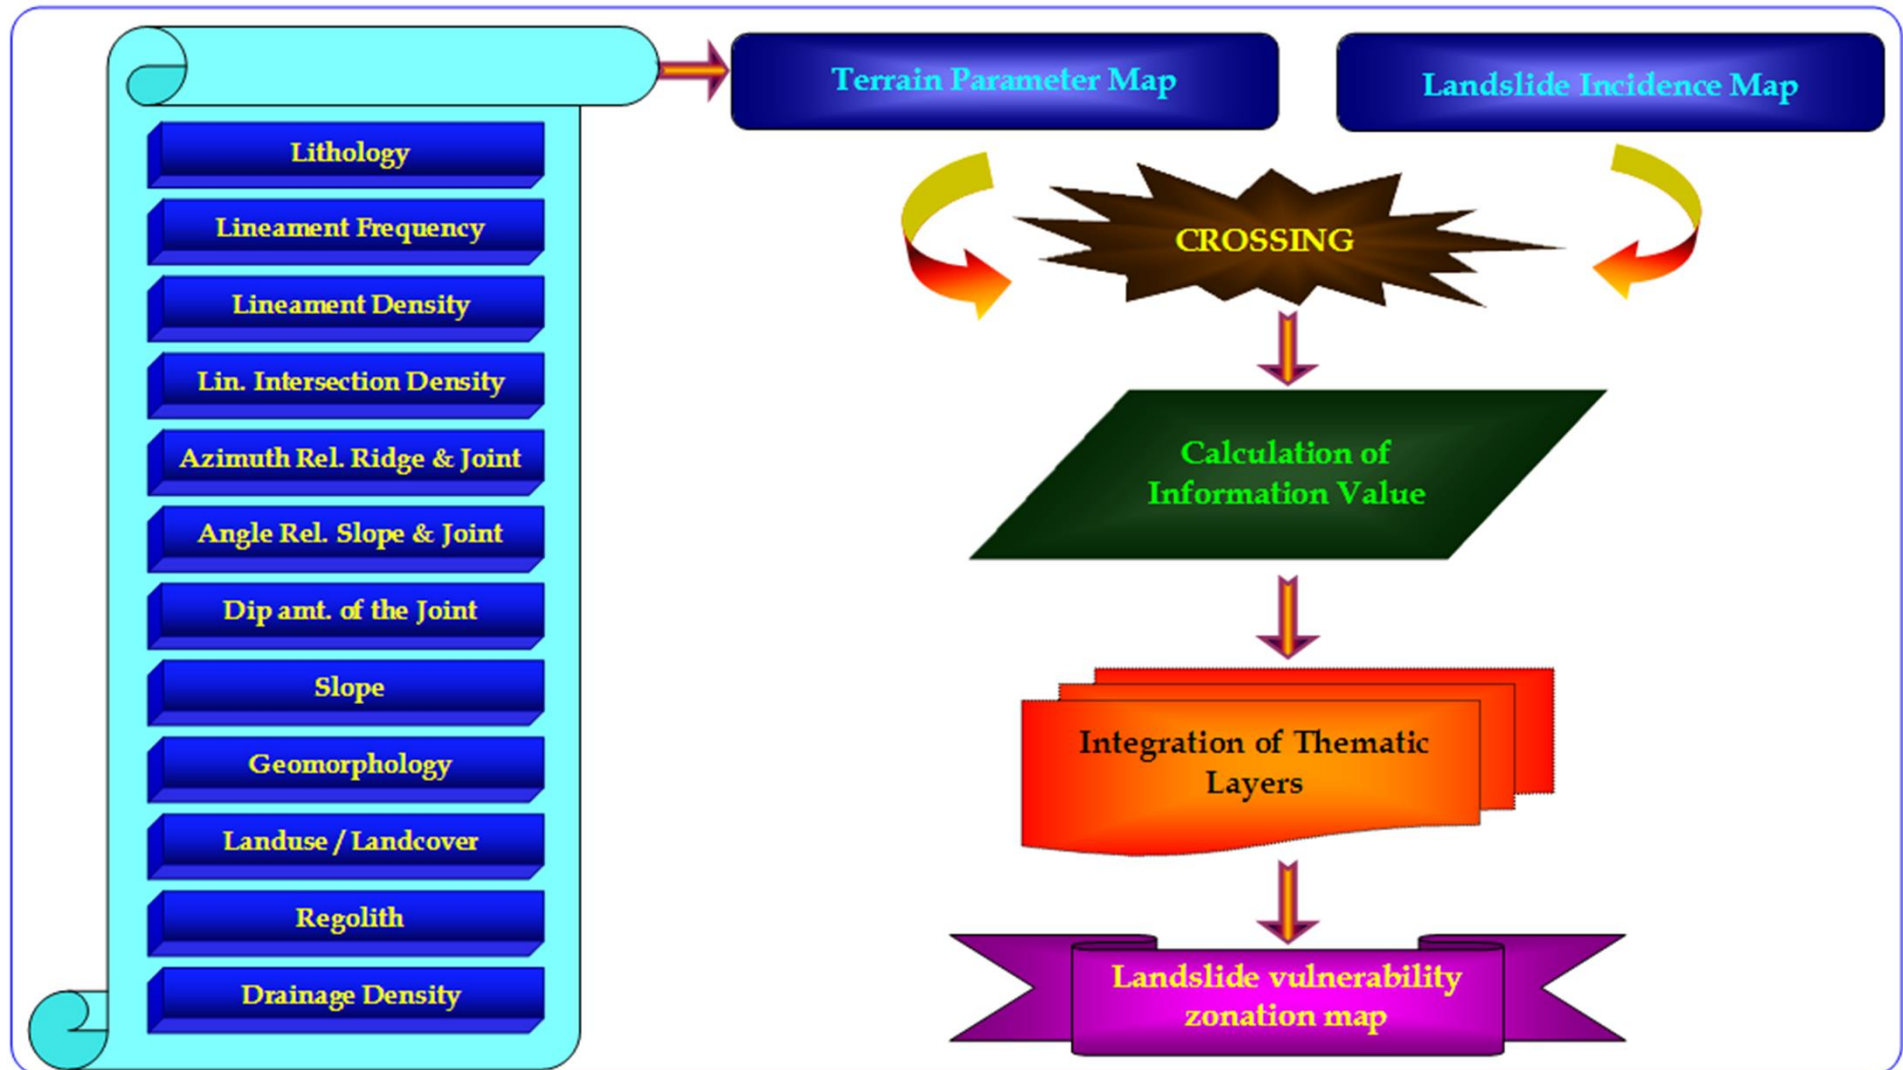 Lithology
Lineament Frequency
Lineament Density
Lin. Intersection Density
Azimuth Rel. Ridge & Joint
Angle Rel. Slope & Joint
Dip amt. of the Joint
Slope
Geomorphology
Landuse / Landcover
Regolith
Drainage Density
Terrain Parameter Map
Landslide Incidence Map
CROSSING
Calculation of
Information Value
Integration of Thematic
Layers
Landslide vulnerability
zonation map